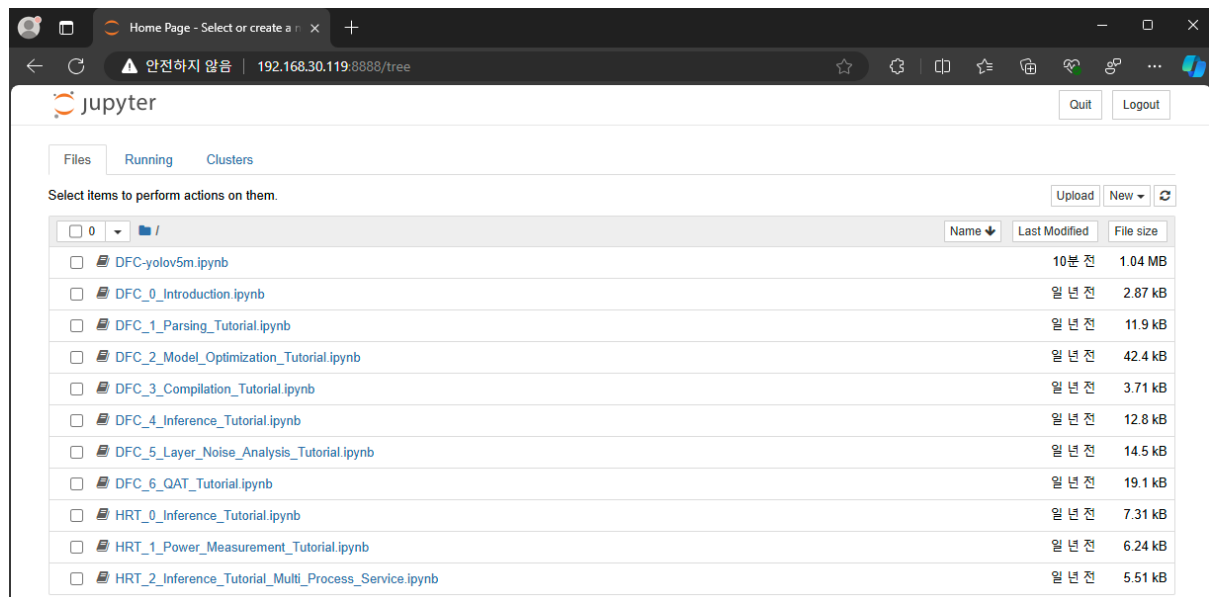 Home Page - Select or create a n
안전하지 않음 | 192.168.30.119:8888/tree
jupyter Quit Logout
Files Running Clusters
Select items to perform actions on them. Upload New
0 / Name Last Modified File size
DFC-yolov5m.ipynb 10분 전 1.04 MB
DFC_0_Introduction.ipynb 일 년 전 2.87 kB
DFC_1_Parsing_Tutorial.ipynb 일 년 전 11.9 kB
DFC_2_Model_Optimization_Tutorial.ipynb 일 년 전 42.4 kB
DFC_3_Compilation_Tutorial.ipynb 일 년 전 3.71 kB
DFC_4_Inference_Tutorial.ipynb 일 년 전 12.8 kB
DFC_5_Layer_Noise_Analysis_Tutorial.ipynb 일 년 전 14.5 kB
DFC_6_QAT_Tutorial.ipynb 일 년 전 19.1 kB
HRT_0_Inference_Tutorial.ipynb 일 년 전 7.31 kB
HRT_1_Power_Measurement_Tutorial.ipynb 일 년 전 6.24 kB
HRT_2_Inference_Tutorial_Multi_Process_Service.ipynb 일 년 전 5.51 kB